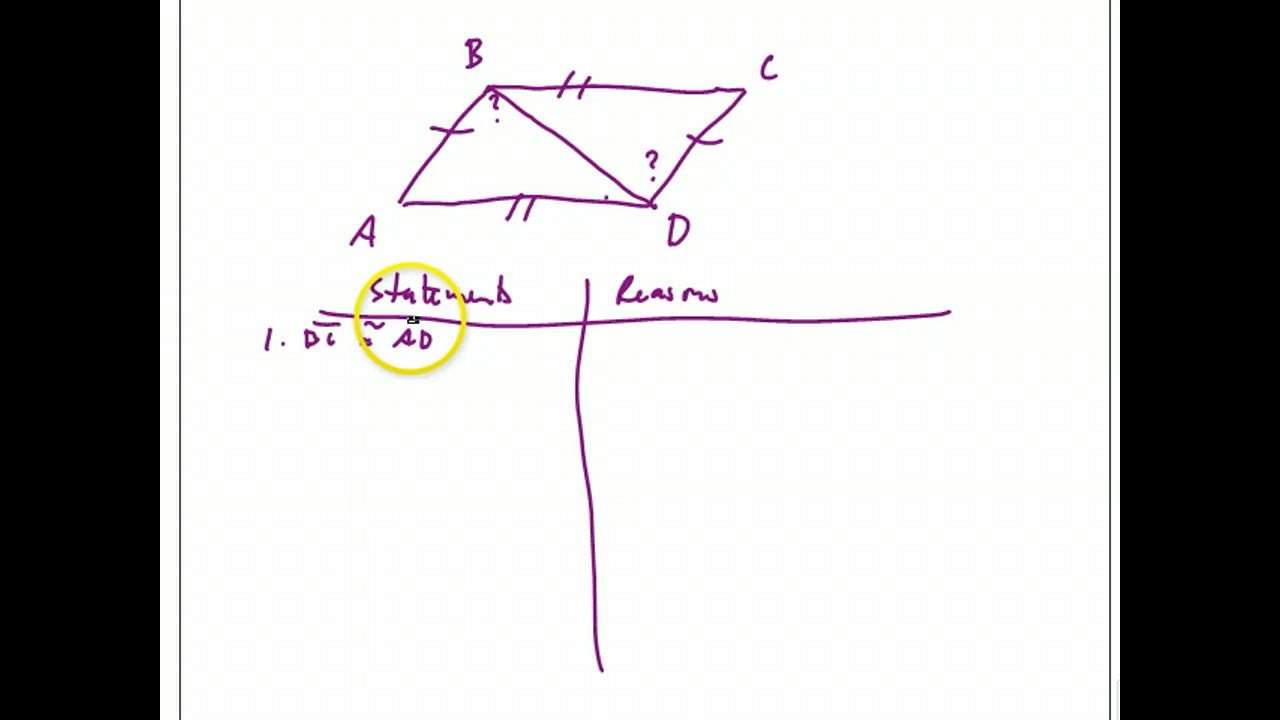 B
C
?
?
A
D
Statements Reasons
1. BC ≅ AD